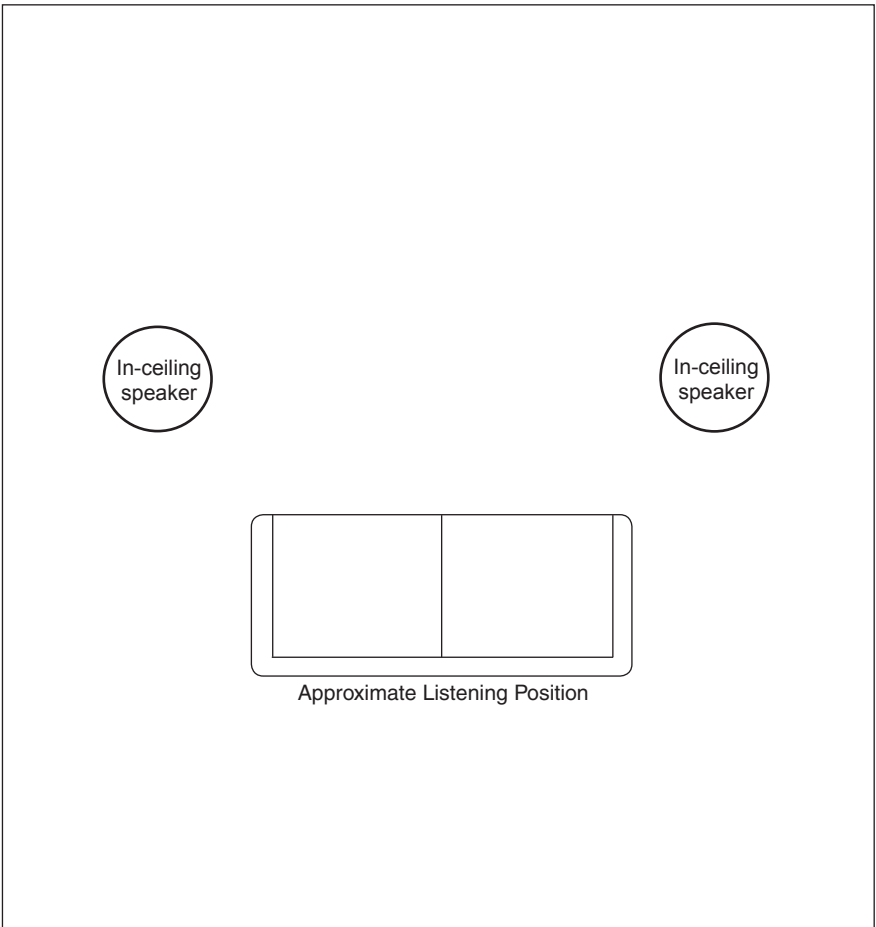 In-ceiling
speaker
In-ceiling
speaker
Approximate Listening Position